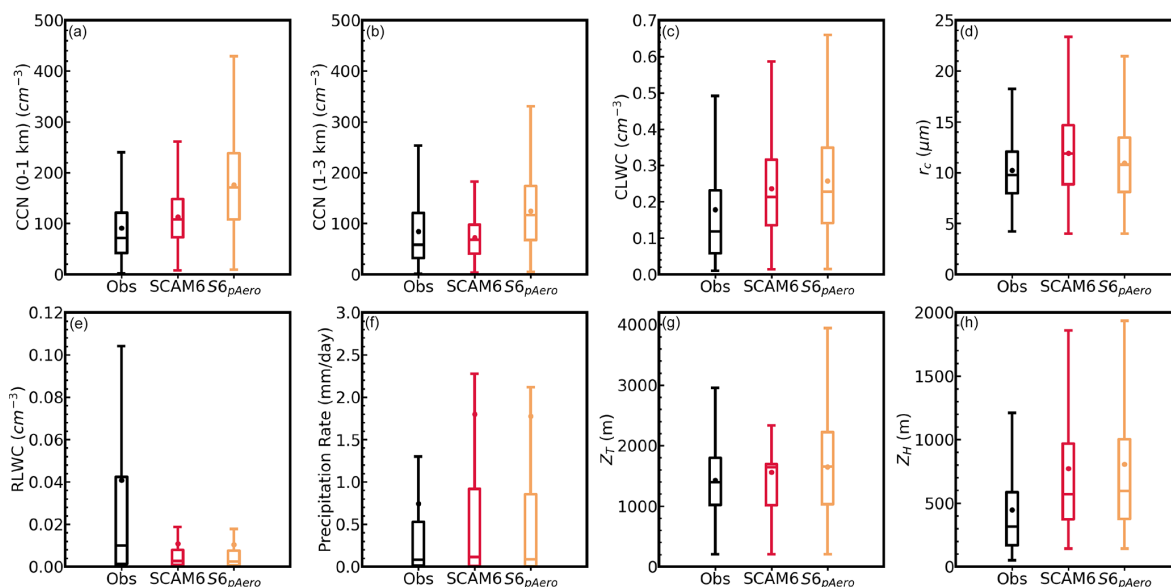 (a)
CCN (0-1 km) (cm⁻³)
500
400
300
200
100
0
Obs SCAM6 S6pAero
(b)
CCN (1-3 km) (cm⁻³)
500
400
300
200
100
0
Obs SCAM6 S6pAero
(c)
CLWC (cm⁻³)
0.7
0.6
0.5
0.4
0.3
0.2
0.1
0.0
Obs SCAM6 S6pAero
(d)
r_c (μm)
25
20
15
10
5
0
Obs SCAM6 S6pAero
(e)
RLWC (cm⁻³)
0.12
0.10
0.08
0.06
0.04
0.02
0.00
Obs SCAM6 S6pAero
(f)
Precipitation Rate (mm/day)
3.0
2.5
2.0
1.5
1.0
0.5
0.0
Obs SCAM6 S6pAero
(g)
Z_T (m)
4000
3000
2000
1000
0
Obs SCAM6 S6pAero
(h)
Z_H (m)
2000
1500
1000
500
0
Obs SCAM6 S6pAero